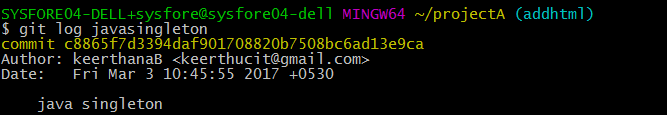 SYSFORE04-DELL+sysfore@sysfore04-dell MINGW64 ~/projectA (addhtml)
$ git log javasingleton
commit c8865f7d3394daf901708820b7508bc6ad13e9ca
Author: keerthanaB <keerthucit@gmail.com>
Date:   Fri Mar 3 10:45:55 2017 +0530
    java singleton